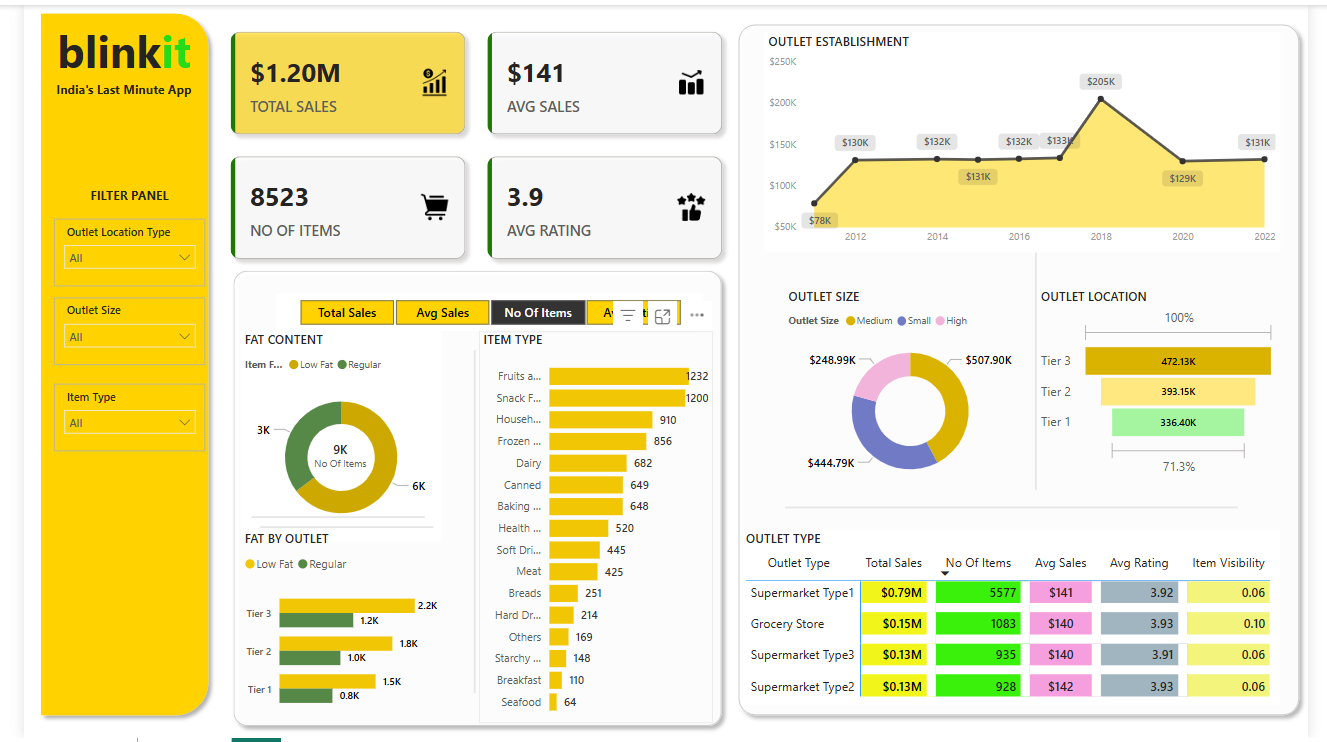 blinkit
India's Last Minute App
FILTER PANEL
Outlet Location Type
All
Outlet Size
All
Item Type
All
$1.20M
TOTAL SALES
$141
AVG SALES
8523
NO OF ITEMS
3.9
AVG RATING
Total Sales
Avg Sales
No Of Items
FAT CONTENT
Item F...
Low Fat
Regular
3K
9K
No Of Items
6K
FAT BY OUTLET
Low Fat
Regular
Tier 3
2.2K
1.2K
Tier 2
1.8K
1.0K
Tier 1
1.5K
0.8K
ITEM TYPE
Fruits a... 1232
Snack F... 1200
Househ... 910
Frozen ... 856
Dairy 682
Canned 649
Baking ... 648
Health ... 520
Soft Dri... 445
Meat 425
Breads 251
Hard Dr... 214
Others 169
Starchy ... 148
Breakfast 110
Seafood 64
OUTLET ESTABLISHMENT
$250K
$200K
$150K
$100K
$50K
$78K
$130K
$132K
$131K
$132K
$133K
$205K
$129K
$131K
2012 2014 2016 2018 2020 2022
OUTLET SIZE
Outlet Size Medium Small High
$248.99K
$507.90K
$444.79K
OUTLET LOCATION
100%
Tier 3 472.13K
Tier 2 393.15K
Tier 1 336.40K
71.3%
OUTLET TYPE
Outlet Type Total Sales No Of Items Avg Sales Avg Rating Item Visibility
Supermarket Type1 $0.79M 5577 $141 3.92 0.06
Grocery Store $0.15M 1083 $140 3.93 0.10
Supermarket Type3 $0.13M 935 $140 3.91 0.06
Supermarket Type2 $0.13M 928 $142 3.93 0.06